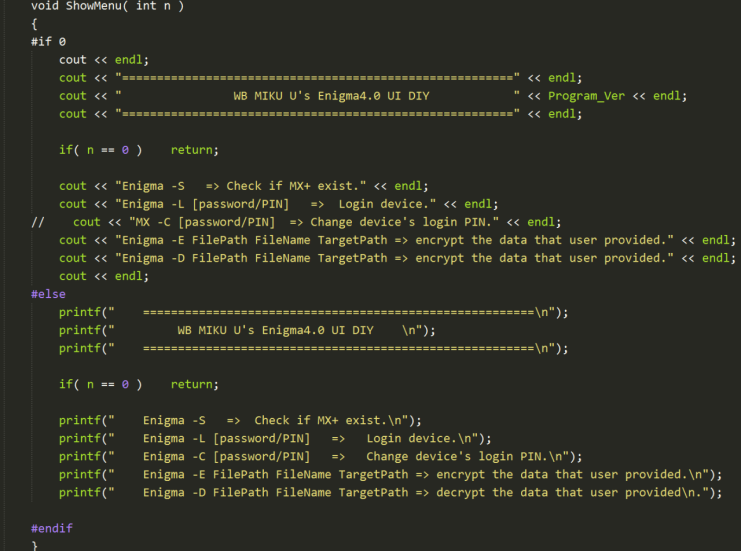 void ShowMenu( int n )
{
#if 0
    cout << endl;
    cout << "========================================================" << endl;
    cout << "                WB MIKU U's Enigma4.0 UI DIY            " << Program_Ver << endl;
    cout << "========================================================" << endl;
    if( n == 0 )    return;
    cout << "Enigma -S   => Check if MX+ exist." << endl;
    cout << "Enigma -L [password/PIN]   =>  Login device." << endl;
//    cout << "MX -C [password/PIN]  => Change device's login PIN." << endl;
    cout << "Enigma -E FilePath FileName TargetPath => encrypt the data that user provided." << endl;
    cout << "Enigma -D FilePath FileName TargetPath => encrypt the data that user provided." << endl;
    cout << endl;
#else
    printf("    ========================================================\n");
    printf("         WB MIKU U's Enigma4.0 UI DIY    \n");
    printf("    ========================================================\n");
    if( n == 0 )    return;
    printf("    Enigma -S   =>  Check if MX+ exist.\n");
    printf("    Enigma -L [password/PIN]   =>   Login device.\n");
    printf("    Enigma -C [password/PIN]   =>   Change device's login PIN.\n");
    printf("    Enigma -E FilePath FileName TargetPath => encrypt the data that user provided.\n");
    printf("    Enigma -D FilePath FileName TargetPath => decrypt the data that user provided\n.");
#endif
}